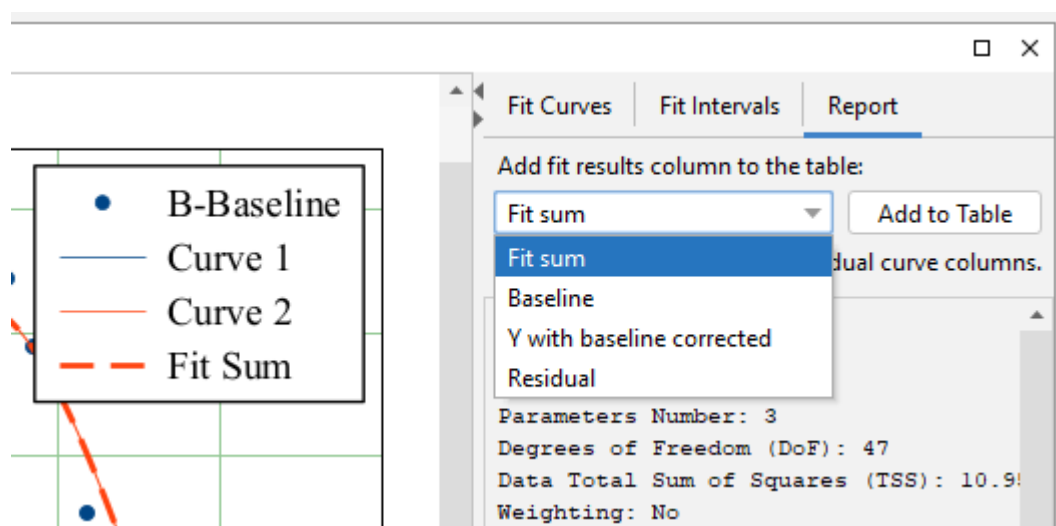 Fit Curves
Fit Intervals
Report
Add fit results column to the table:
Fit sum
Add to Table
Fit sum
dual curve columns.
Baseline
Y with baseline corrected
Residual
Parameters Number: 3
Degrees of Freedom (DoF): 47
Data Total Sum of Squares (TSS): 10.9
Weighting: No
B-Baseline
Curve 1
Curve 2
Fit Sum